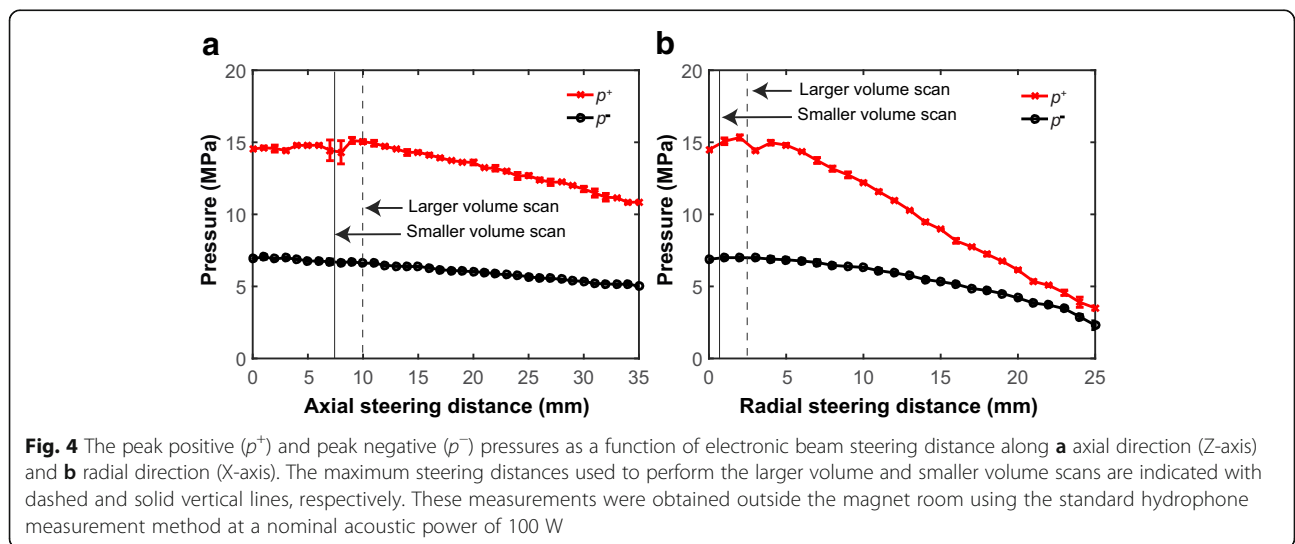 a
b
20
15
10
5
0
Pressure (MPa)
p+
p-
Larger volume scan
Smaller volume scan
0 5 10 15 20 25 30 35
Axial steering distance (mm)
20
15
10
5
0
Pressure (MPa)
Larger volume scan
Smaller volume scan
p+
p-
0 5 10 15 20 25
Radial steering distance (mm)
Fig. 4 The peak positive (p+) and peak negative (p−) pressures as a function of electronic beam steering distance along a axial direction (Z-axis)
and b radial direction (X-axis). The maximum steering distances used to perform the larger volume and smaller volume scans are indicated with
dashed and solid vertical lines, respectively. These measurements were obtained outside the magnet room using the standard hydrophone
measurement method at a nominal acoustic power of 100 W